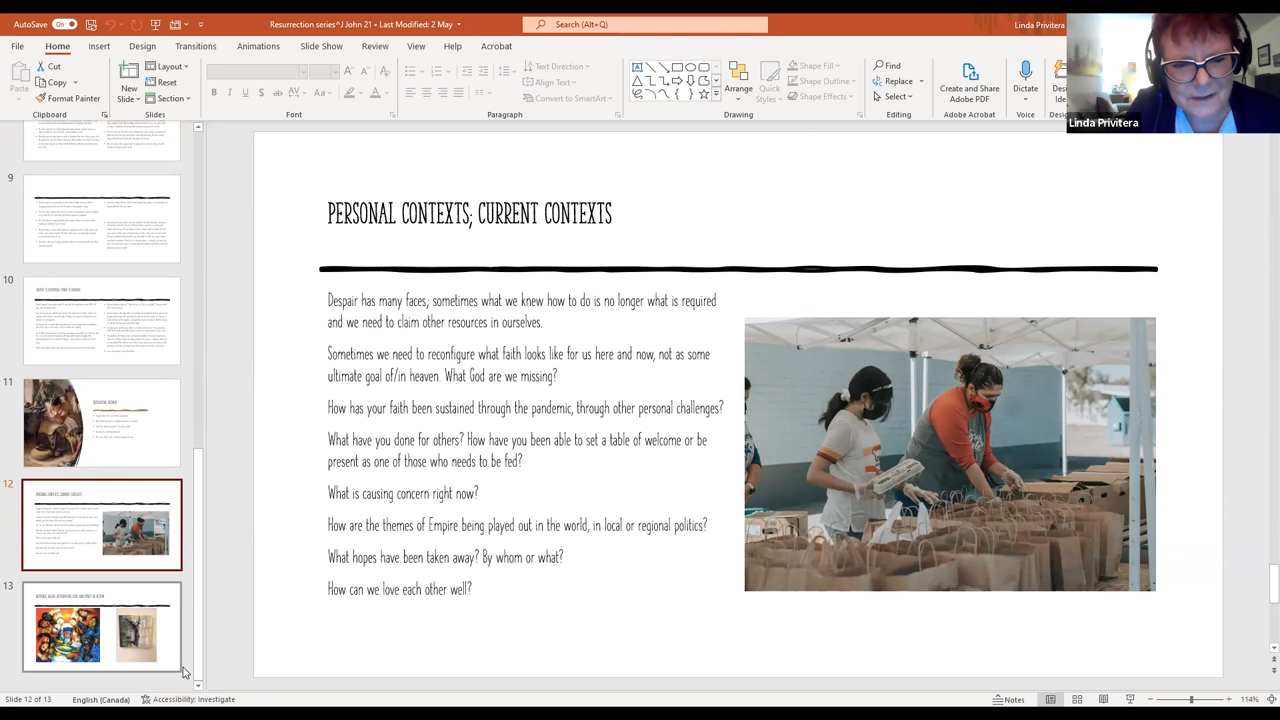 AutoSave On
Resurrection series^J John 21 • Last Modified: 2 May
Search (Alt+Q)
Linda Privitera
File Home Insert Design Transitions Animations Slide Show Review View Help Acrobat
Paste
Cut
Copy
Format Painter
Clipboard
New Slide
Layout
Reset
Section
Slides
Font
Text Direction
Align Text
Convert to SmartArt
Paragraph
Arrange
Quick Styles
Shape Fill
Shape Outline
Shape Effects
Drawing
Find
Replace
Select
Editing
Create and Share Adobe PDF
Adobe Acrobat
Dictate
Voice
Linda Privitera
9
10
11
12
13
PERSONAL CONTEXTS; CURRENT CONTEXTS
Despair has many faces; sometimes what we knew how to do is no longer what is required
and we need to claim other resources in ourselves.
Sometimes we need to reconfigure what faith looks like for us here and now, not as some
ultimate goal of/in heaven. What God are we missing?
How has your faith been sustained through the pandemic, through other personal challenges?
What have you done for others? How have you been able to set a table of welcome or be
present as one of those who needs to be fed?
What is causing concern right now?
How are the themes of Empire being played out in the world, in local or regional politics?
What hopes have been taken away? By whom or what?
How can we love each other well?
Slide 12 of 13 English (Canada) Accessibility: Investigate
Notes
114%